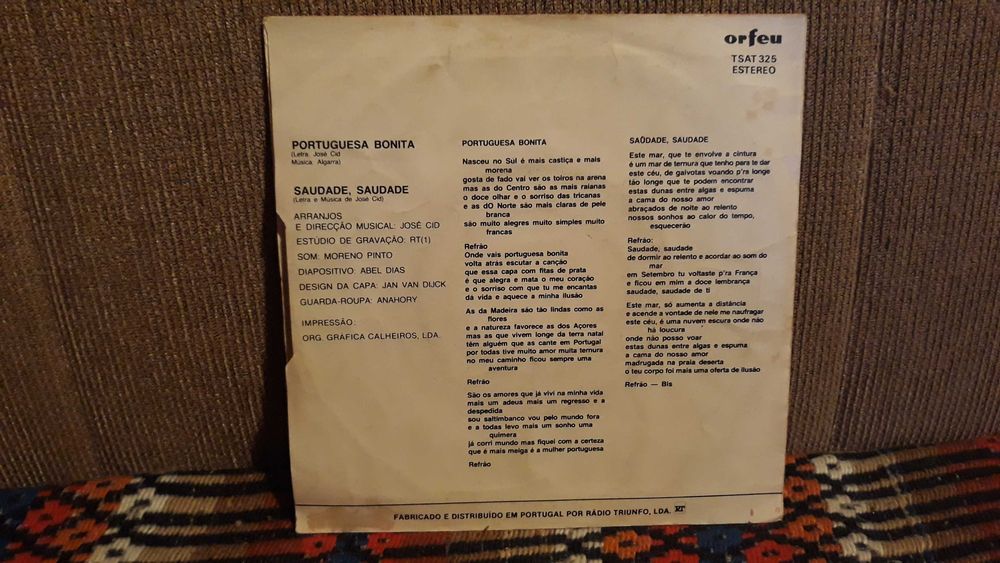 orfeu
TSAT 325
ESTEREO
PORTUGUESA BONITA
(Letra: José Cid
Música: Algarra)
SAUDADE, SAUDADE
(Letra e Música de José Cid)
ARRANJOS
E DIRECÇÃO MUSICAL: JOSÉ CID
ESTÚDIO DE GRAVAÇÃO: RT(1)
SOM: MORENO PINTO
DIAPOSITIVO: ABEL DIAS
DESIGN DA CAPA: JAN VAN DIJCK
GUARDA-ROUPA: ANAHORY
IMPRESSÃO:
ORG. GRAFICA CALHEIROS, LDA.
PORTUGUESA BONITA
Nasceu no Sul é mais castiça e mais
morena
gosta de fado vai ver os toiros na arena
mas as do Centro são as mais raianas
o doce olhar e o sorriso das tricanas
e as dO Norte são mais claras de pele
branca
são muito alegres muito simples muito
francas
Refrão
Onde vais portuguesa bonita
volta atrás escutar a canção
que essa capa com fitas de prata
é que alegra e mata o meu coração
e o sorriso com que tu me encantas
dá vida e aquece a minha ilusão
As da Madeira são tão lindas como as
flores
e a natureza favorece as dos Açores
mas as que vivem longe da terra natal
têm alguém que as cante em Portugal
por todas tive muito amor muita ternura
no meu caminho ficou sempre uma
aventura
Refrão
São os amores que já vivi na minha vida
mais um adeus mais um regresso e a
despedida
sou saltimbanco vou pelo mundo fora
e a todas levo mais um sonho uma
quimera
já corri mundo mas fiquei com a certeza
que é mais meiga é a mulher portuguesa
Refrão
SAÚDADE, SAUDADE
Este mar, que te envolve a cintura
é um mar de ternura que tenho para te dar
este céu, de gaivotas voando p'ra longe
tão longe que te podem encontrar
estas dunas entre algas e espuma
a cama do nosso amor
abraçados de noite ao relento
nossos sonhos ao calor do tempo,
esquecerão
Refrão:
Saudade, saudade
de dormir ao relento e acordar ao som do
mar
em Setembro tu voltaste p'ra França
e ficou em mim a doce lembrança
saudade, saudade de ti
Este mar, só aumenta a distância
e acende a vontade de nele me naufragar
este céu, é uma nuvem escura onde não
há loucura
onde não posso voar
estas dunas entre algas e espuma
a cama do nosso amor
madrugada na praia deserta
o teu corpo foi mais uma oferta de ilusão
Refrão — Bis
FABRICADO E DISTRIBUÍDO EM PORTUGAL POR RÁDIO TRIUNFO, LDA. RT